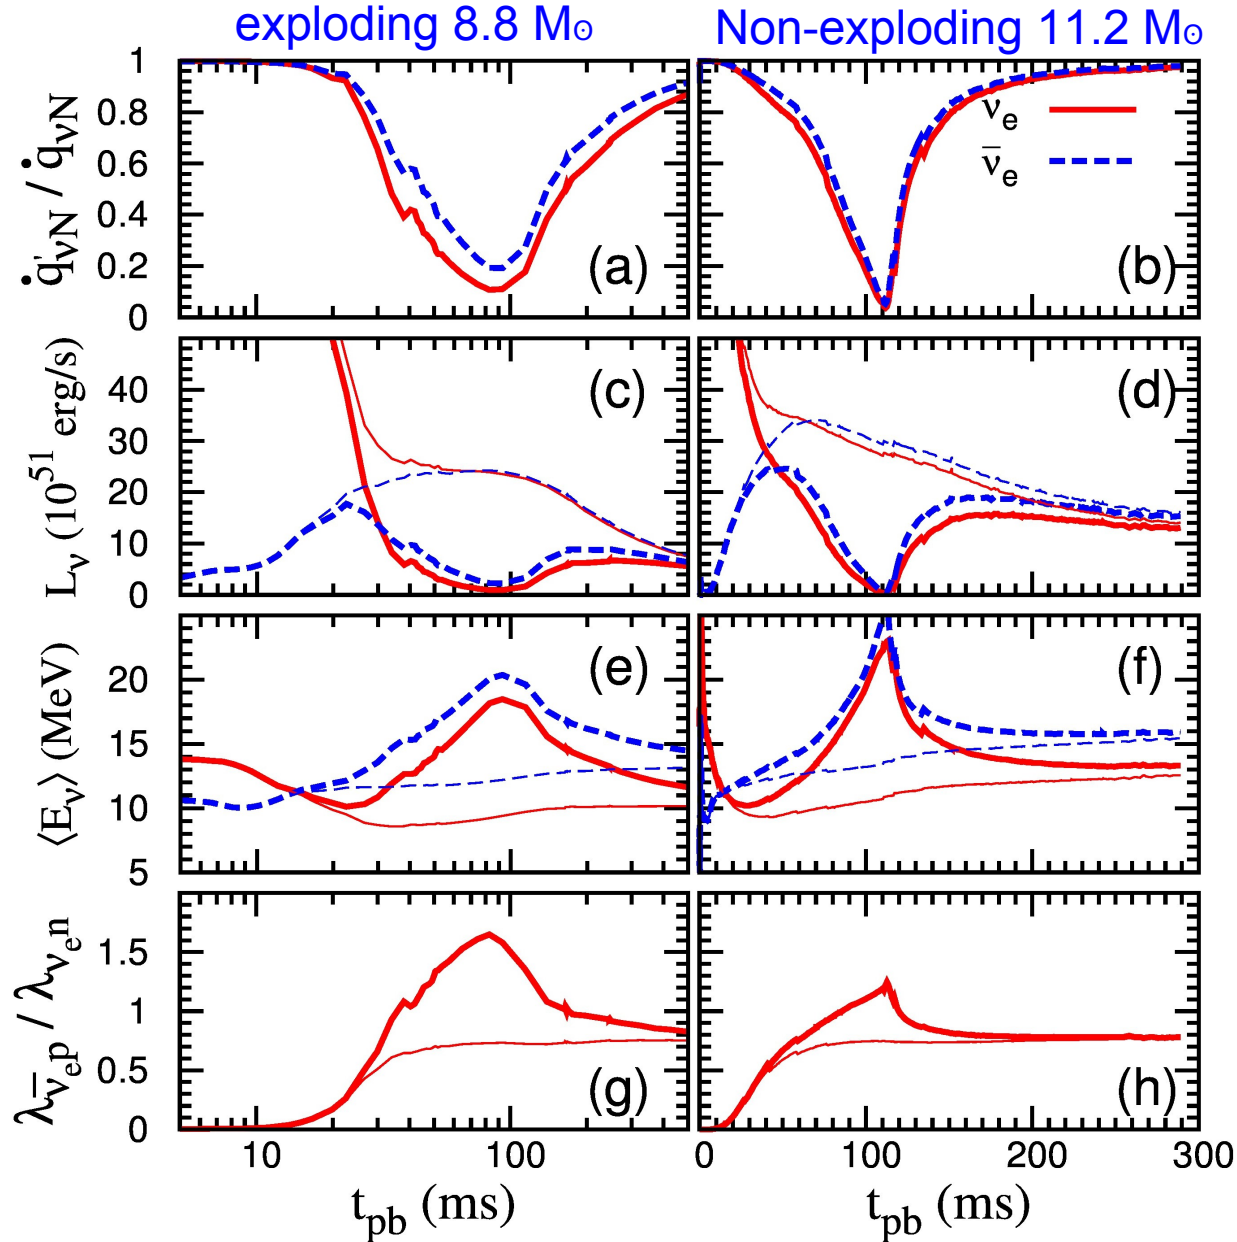 exploding 8.8 M⊙
Non-exploding 11.2 M⊙
q̇'νN / q̇νN
1
0.8
0.6
0.4
0.2
0
(a)
νe
ν̄e
(b)
Lν (10^51 erg/s)
40
30
20
10
0
(c)
(d)
⟨Eν⟩ (MeV)
20
15
10
5
(e)
(f)
λν̄ep / λνen
1.5
1
0.5
0
(g)
(h)
10 100
0 100 200 300
tpb (ms)
tpb (ms)